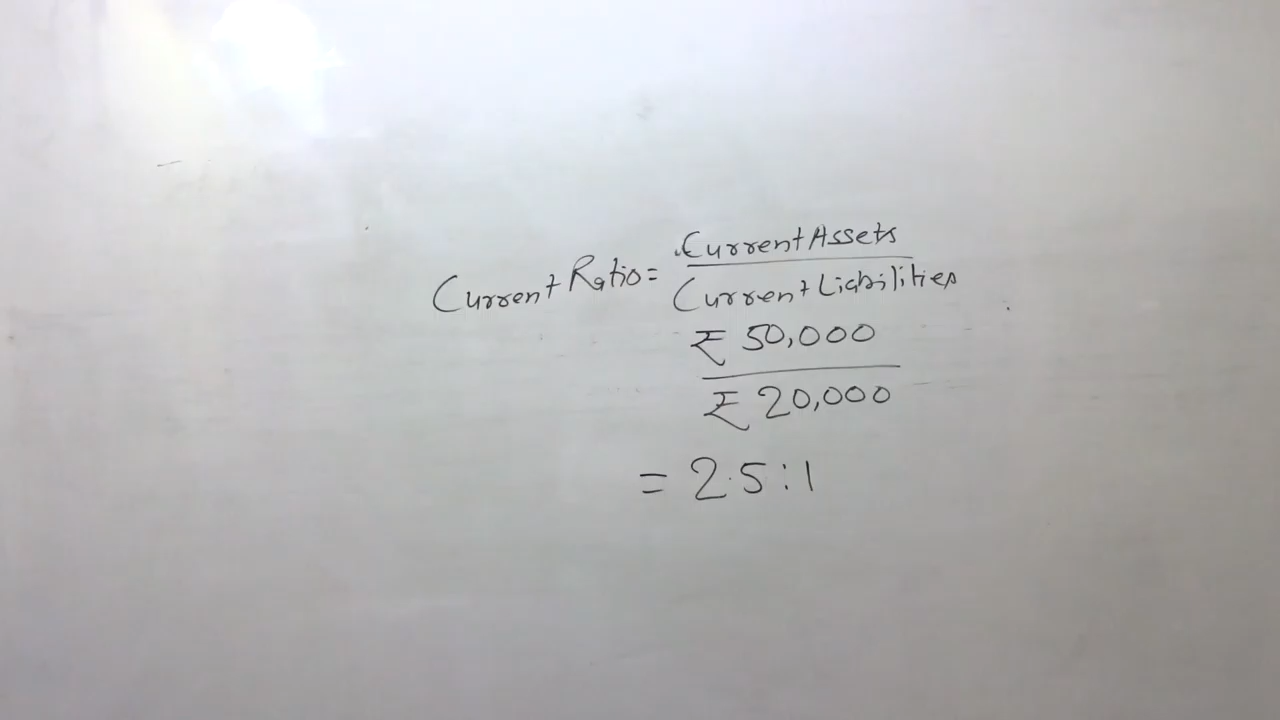 Current Ratio = Current Assets
Current Liabilities
₹ 50,000
₹ 20,000
= 2.5 : 1